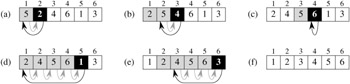 1 2 3 4 5 6
(a) 5 2 4 6 1 3
1 2 3 4 5 6
(b) 2 5 4 6 1 3
1 2 3 4 5 6
(c) 2 4 5 6 1 3
1 2 3 4 5 6
(d) 2 4 5 6 1 3
1 2 3 4 5 6
(e) 1 2 4 5 6 3
1 2 3 4 5 6
(f) 1 2 3 4 5 6